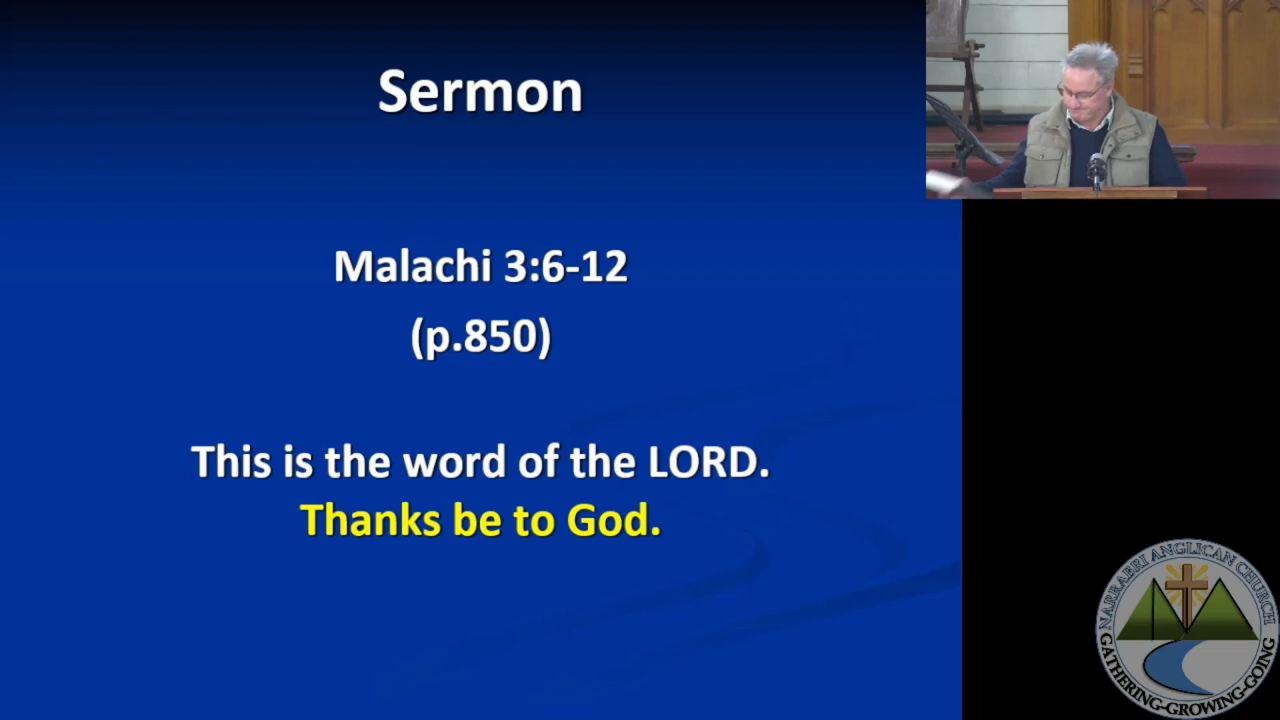 Sermon
Malachi 3:6-12
(p.850)
This is the word of the LORD.
Thanks be to God.
NARRABRI ANGLICAN CHURCH
GATHERING-GROWING-GOING